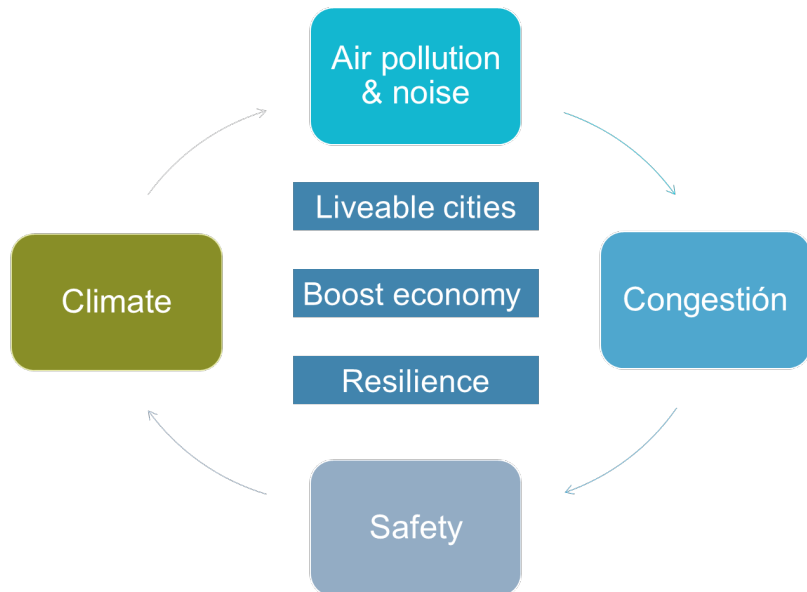 Air pollution
& noise
Liveable cities
Climate
Boost economy
Congestión
Resilience
Safety